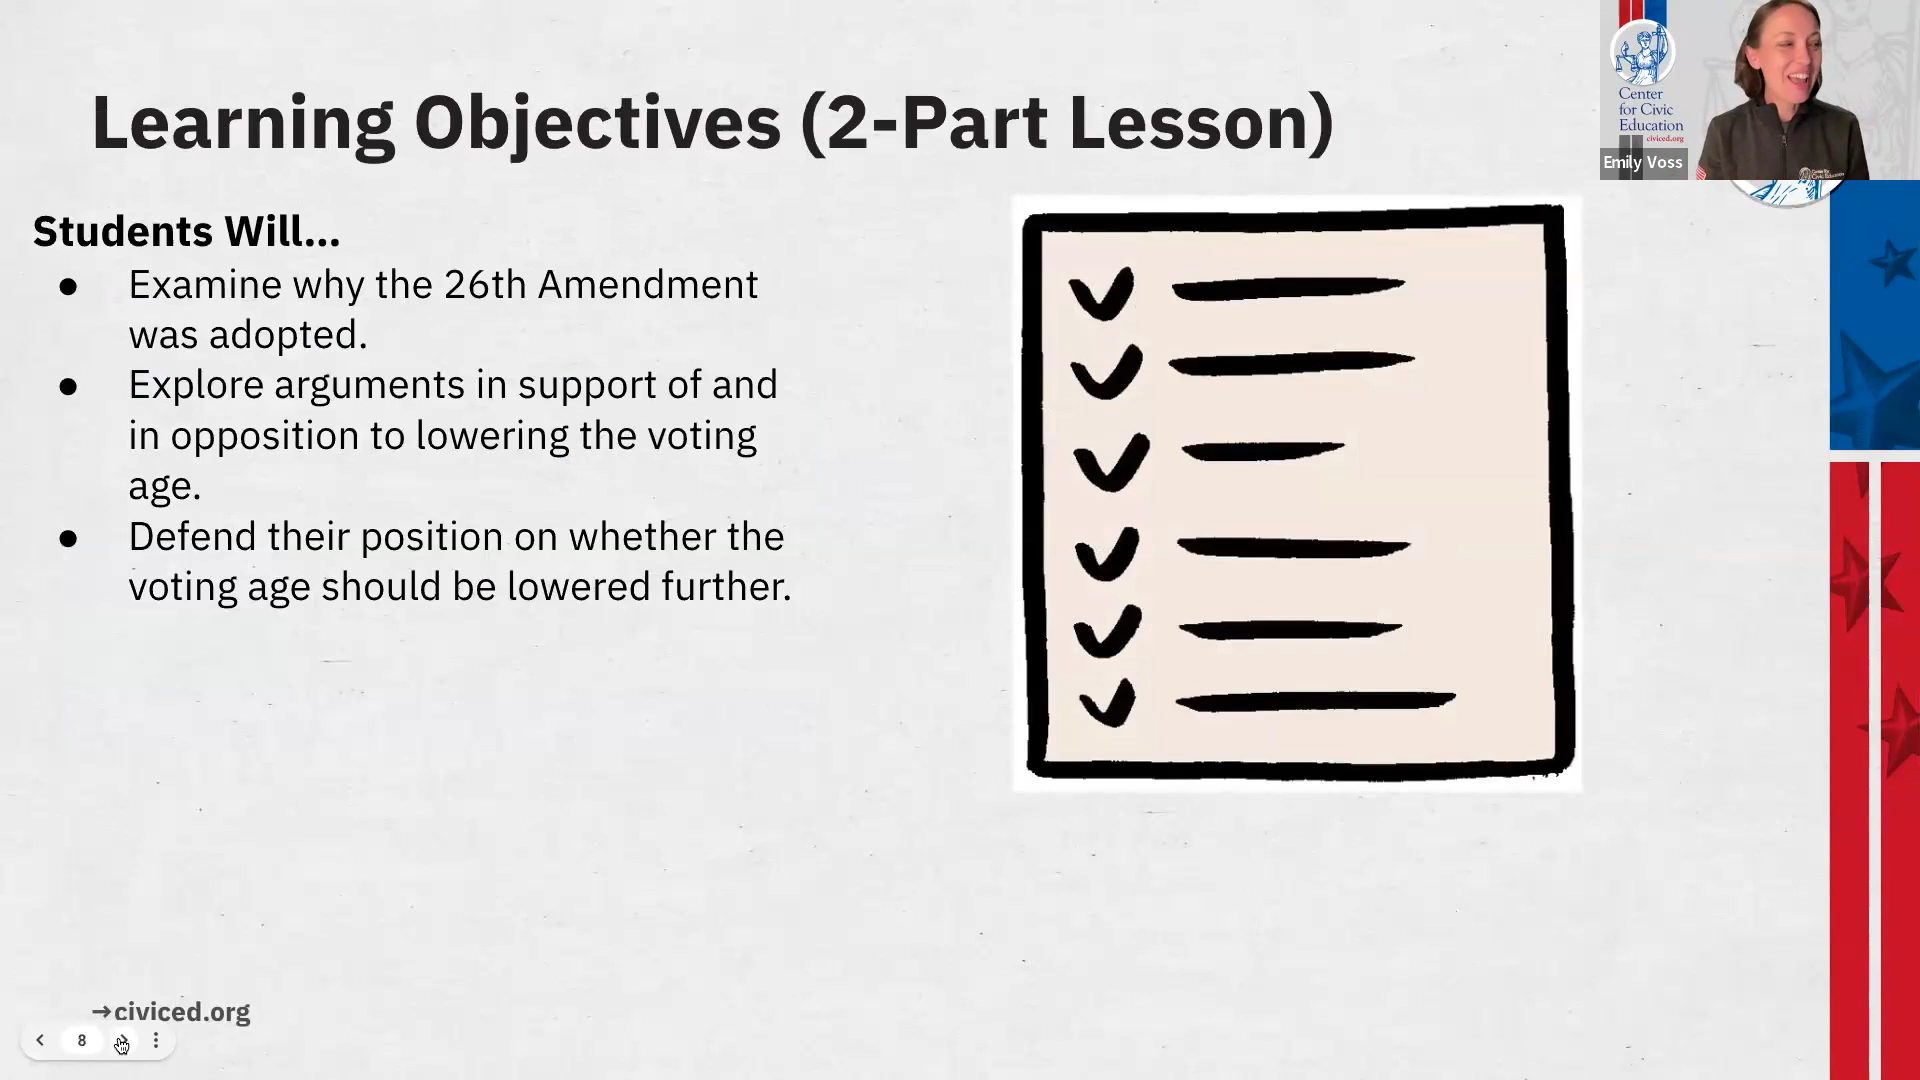 Learning Objectives (2-Part Lesson)
Center
for Civic
Education
civiced.org
Emily Voss
Students Will...
● Examine why the 26th Amendment
was adopted.
● Explore arguments in support of and
in opposition to lowering the voting
age.
● Defend their position on whether the
voting age should be lowered further.
→civiced.org
8